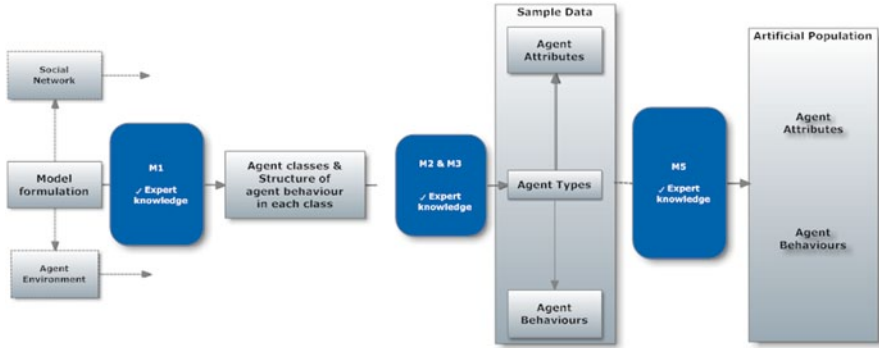 Social
Network
Model
formulation
Agent
Environment
M1
✓ Expert
knowledge
Agent classes &
Structure of
agent behaviour
in each class
M2 & M3
✓ Expert
knowledge
Sample Data
Agent
Attributes
Agent Types
Agent
Behaviours
M5
✓ Expert
knowledge
Artificial Population
Agent
Attributes
Agent
Behaviours